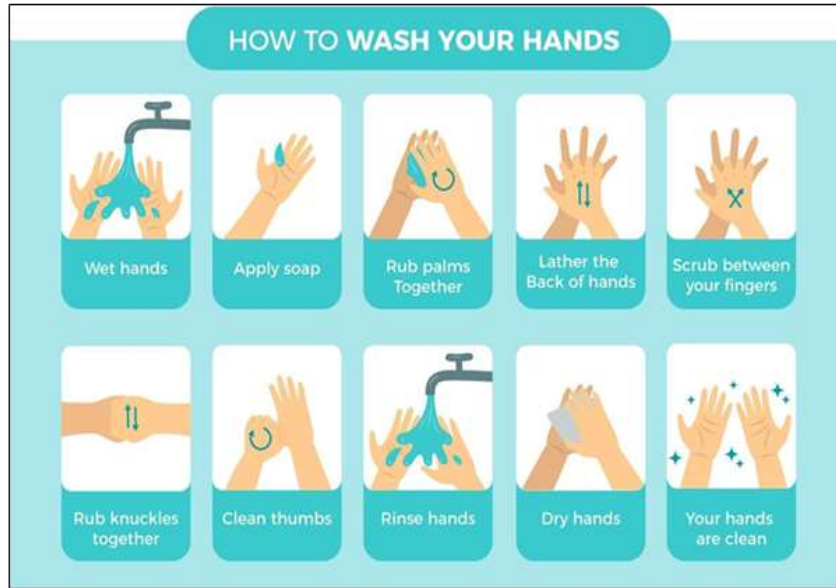 HOW TO WASH YOUR HANDS
Wet hands
Apply soap
Rub palms
Together
Lather the
Back of hands
Scrub between
your fingers
Rub knuckles
together
Clean thumbs
Rinse hands
Dry hands
Your hands
are clean